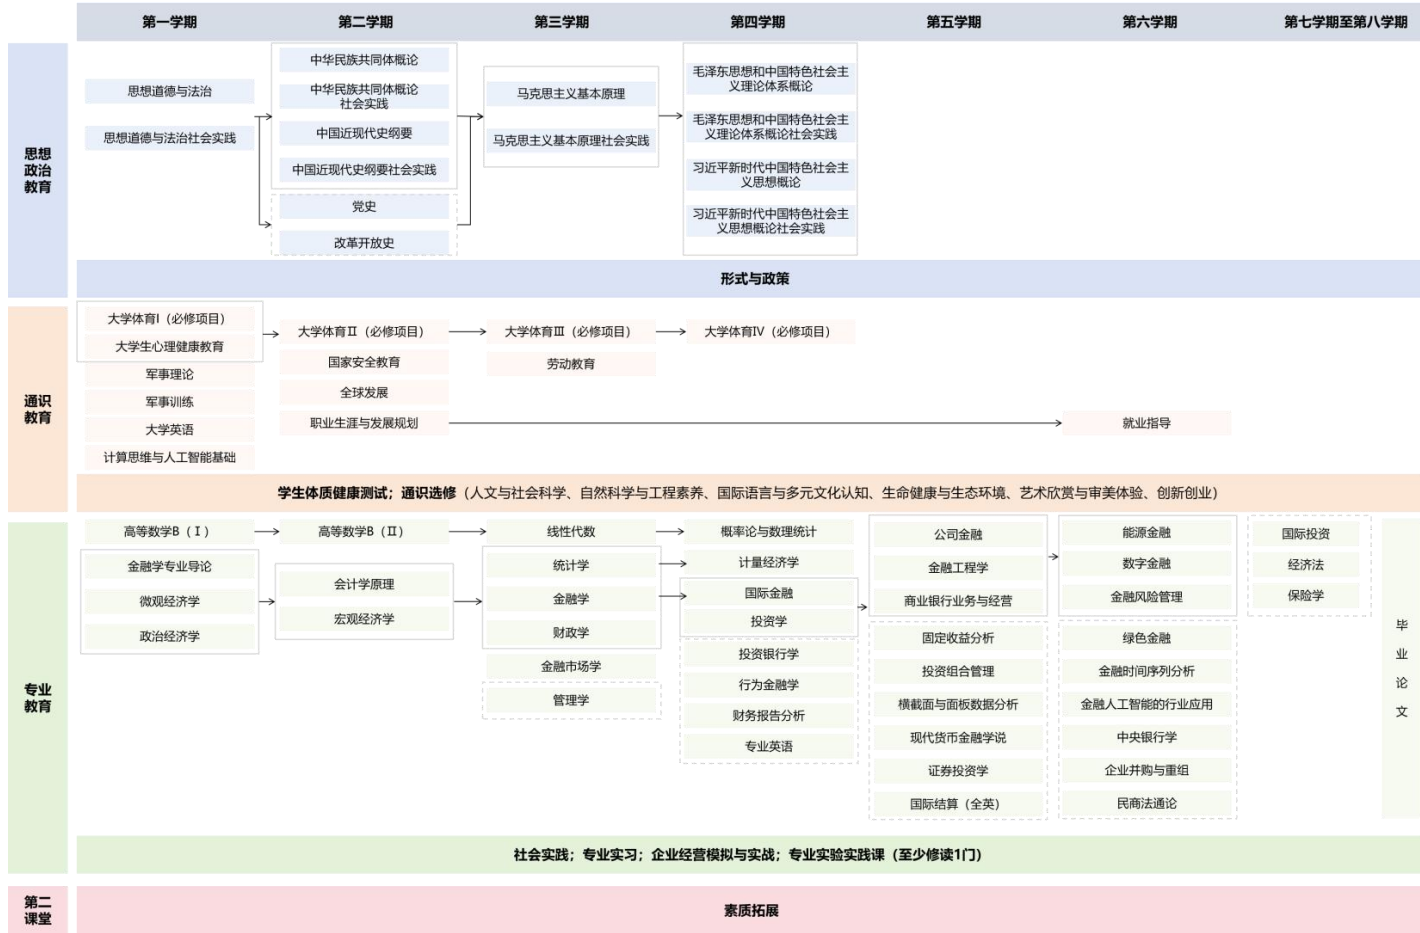 第一学期
第二学期
第三学期
第四学期
第五学期
第六学期
第七学期至第八学期
思想
政治
教育
思想道德与法治
思想道德与法治社会实践
中华民族共同体概论
中华民族共同体概论
社会实践
中国近现代史纲要
中国近现代史纲要社会实践
党史
改革开放史
马克思主义基本原理
马克思主义基本原理社会实践
毛泽东思想和中国特色社会主
义理论体系概论
毛泽东思想和中国特色社会主
义理论体系概论社会实践
习近平新时代中国特色社会主
义思想概论
习近平新时代中国特色社会主
义思想概论社会实践
形式与政策
通识
教育
大学体育Ⅰ（必修项目）
大学生心理健康教育
军事理论
军事训练
大学英语
计算思维与人工智能基础
大学体育Ⅱ（必修项目）
国家安全教育
全球发展
职业生涯与发展规划
大学体育Ⅲ（必修项目）
劳动教育
大学体育Ⅳ（必修项目）
就业指导
学生体质健康测试；通识选修（人文与社会科学、自然科学与工程素养、国际语言与多元文化认知、生命健康与生态环境、艺术欣赏与审美体验、创新创业）
专业
教育
高等数学B（Ⅰ）
金融学专业导论
微观经济学
政治经济学
高等数学B（Ⅱ）
会计学原理
宏观经济学
线性代数
统计学
金融学
财政学
金融市场学
管理学
概率论与数理统计
计量经济学
国际金融
投资学
投资银行学
行为金融学
财务报告分析
专业英语
公司金融
金融工程学
商业银行业务与经营
固定收益分析
投资组合管理
横截面与面板数据分析
现代货币金融学说
证券投资学
国际结算（全英）
能源金融
数字金融
金融风险管理
绿色金融
金融时间序列分析
金融人工智能的行业应用
中央银行学
企业并购与重组
民商法通论
国际投资
经济法
保险学
毕
业
论
文
社会实践；专业实习；企业经营模拟与实战；专业实验实践课（至少修读1门）
第二
课堂
素质拓展